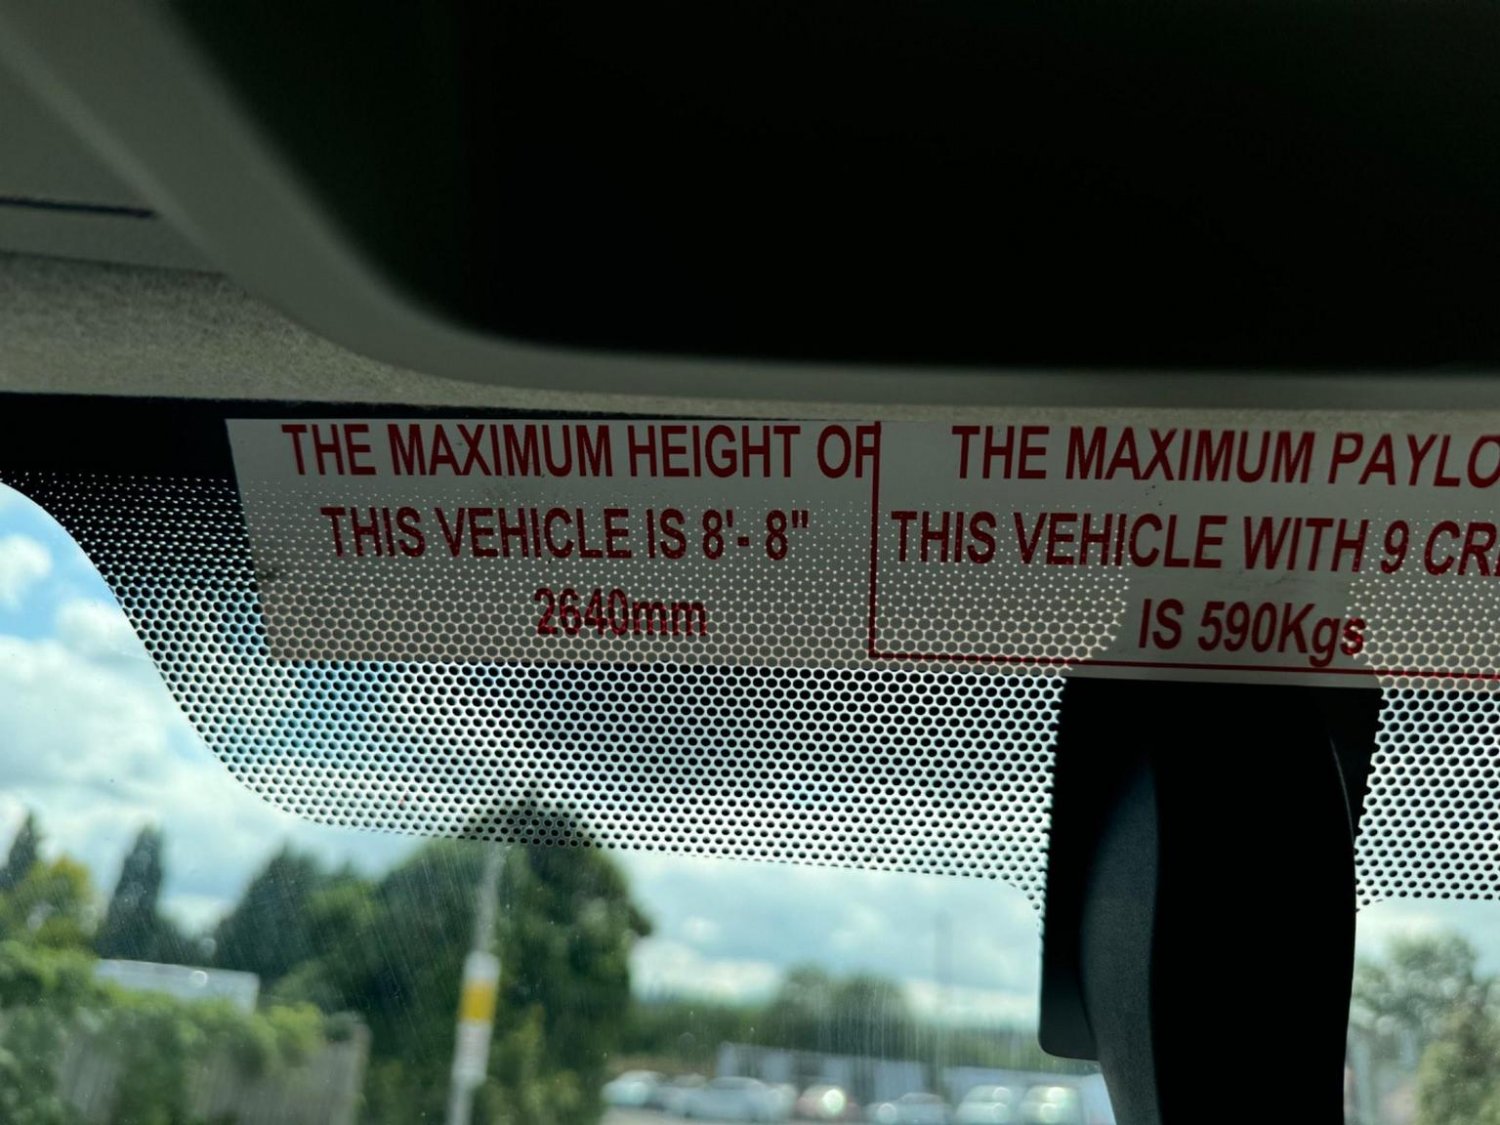 THE MAXIMUM HEIGHT OF
THIS VEHICLE IS 8'- 8"
2640mm
THE MAXIMUM
THIS VEHICLE WITH 9
IS 590Kgs